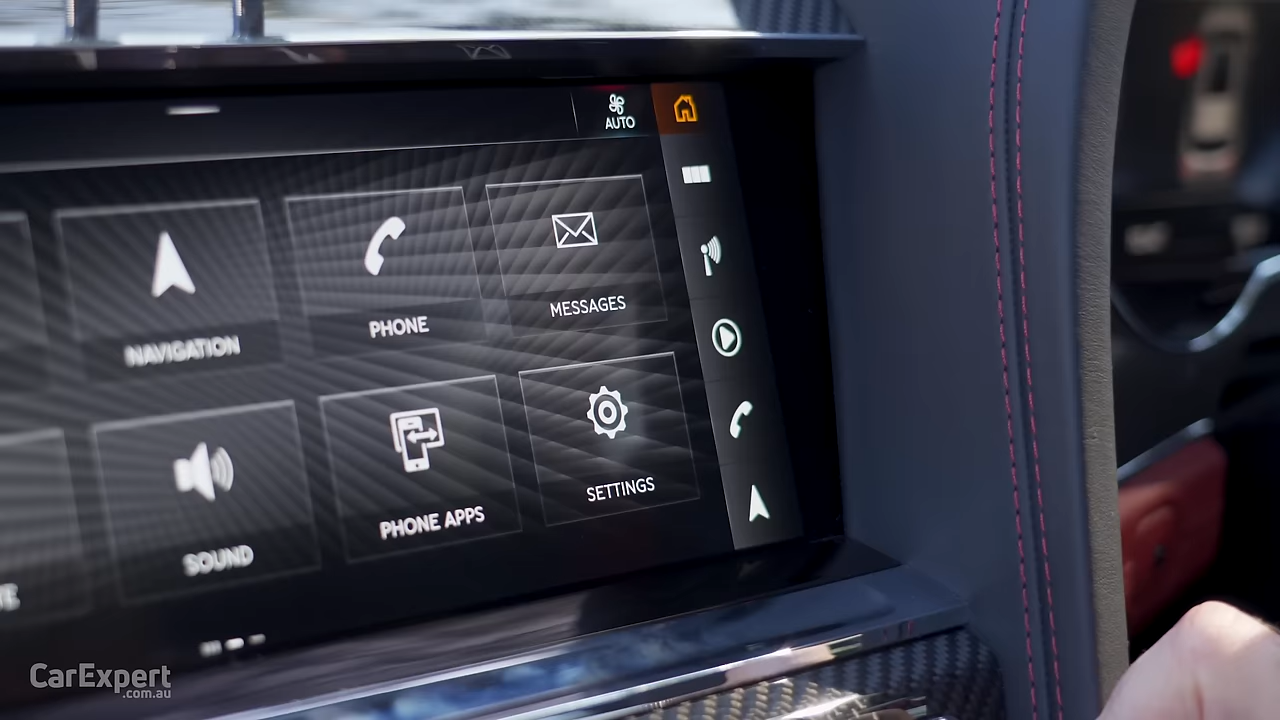 AUTO
NAVIGATION
PHONE
MESSAGES
SOUND
PHONE APPS
SETTINGS
CarExpert
.com.au